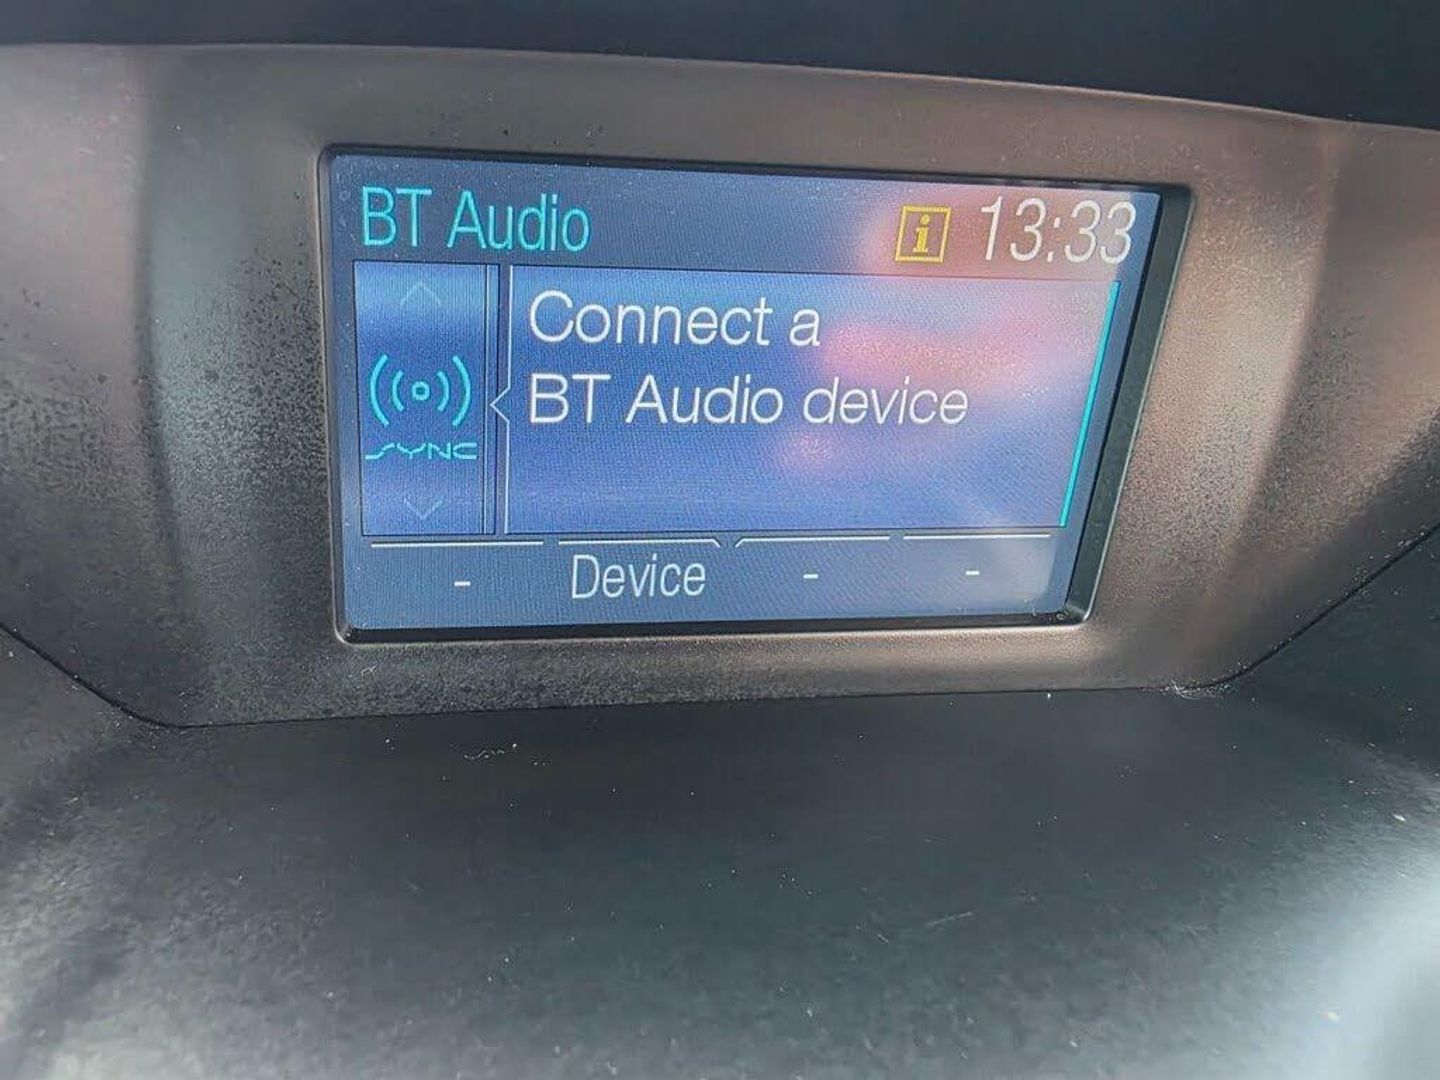 BT Audio
i 13:33
Connect a
BT Audio device
SYNC
- Device - -